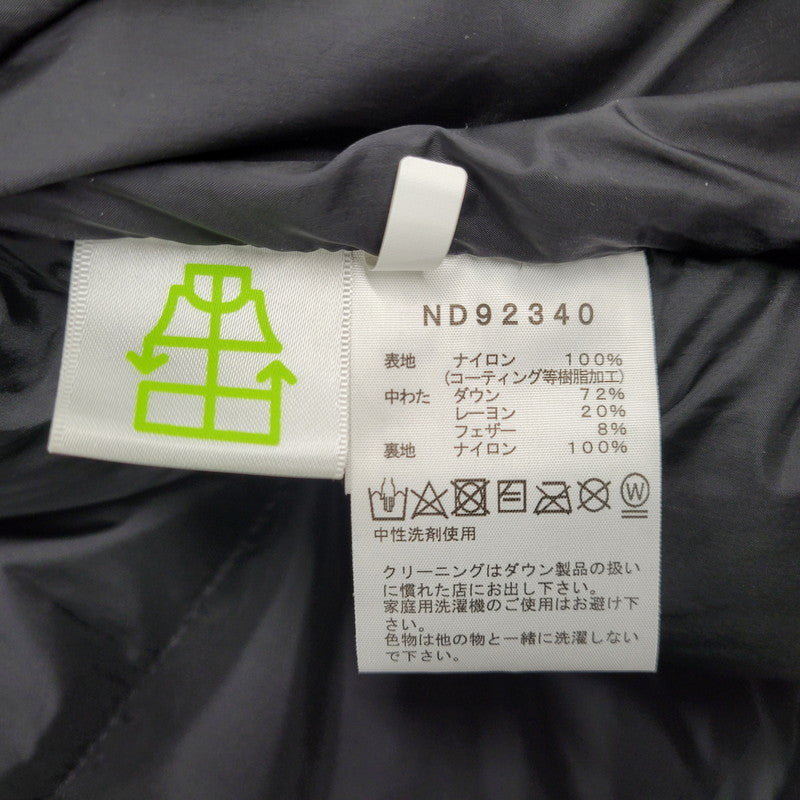 ND92340
表地 ナイロン 100%
(コーティング等樹脂加工)
中わた ダウン 72%
レーヨン 20%
フェザー 8%
裏地 ナイロン 100%
W
中性洗剤使用
クリーニングはダウン製品の扱い
に慣れた店にお出し下さい。
家庭用洗濯機のご使用はお避け下
さい。
色物は他の物と一緒に洗濯しない
で下さい。